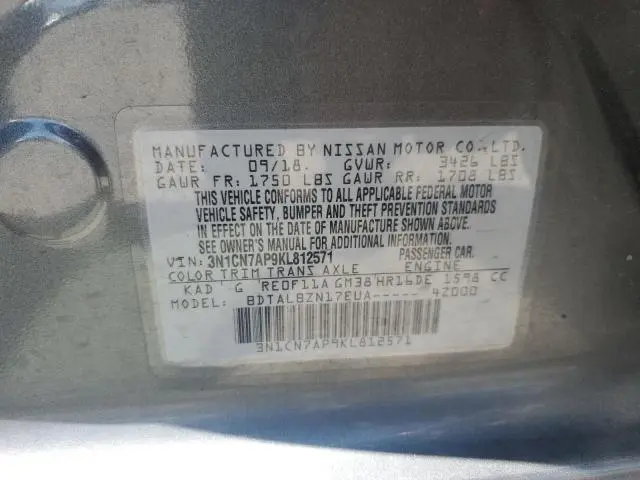 MANUFACTURED BY NISSAN MOTOR CO.,LTD.
DATE: 09/18. GVWR: 3426 LBS
GAWR FR: 1750 LBS GAWR RR: 1708 LBS
THIS VEHICLE CONFORMS TO ALL APPLICABLE FEDERAL MOTOR
VEHICLE SAFETY, BUMPER AND THEFT PREVENTION STANDARDS
IN EFFECT ON THE DATE OF MANUFACTURE SHOWN ABOVE.
SEE OWNER'S MANUAL FOR ADDITIONAL INFORMATION.
VIN: 3N1CN7AP9KL812571 PASSENGER CAR.
COLOR TRIM TRANS AXLE ENGINE
KAD G RE0F11A GM38 HR16DE 1598 CC
MODEL: BDTALBZN17EUA----- 42000
3N1CN7AP9KL812571